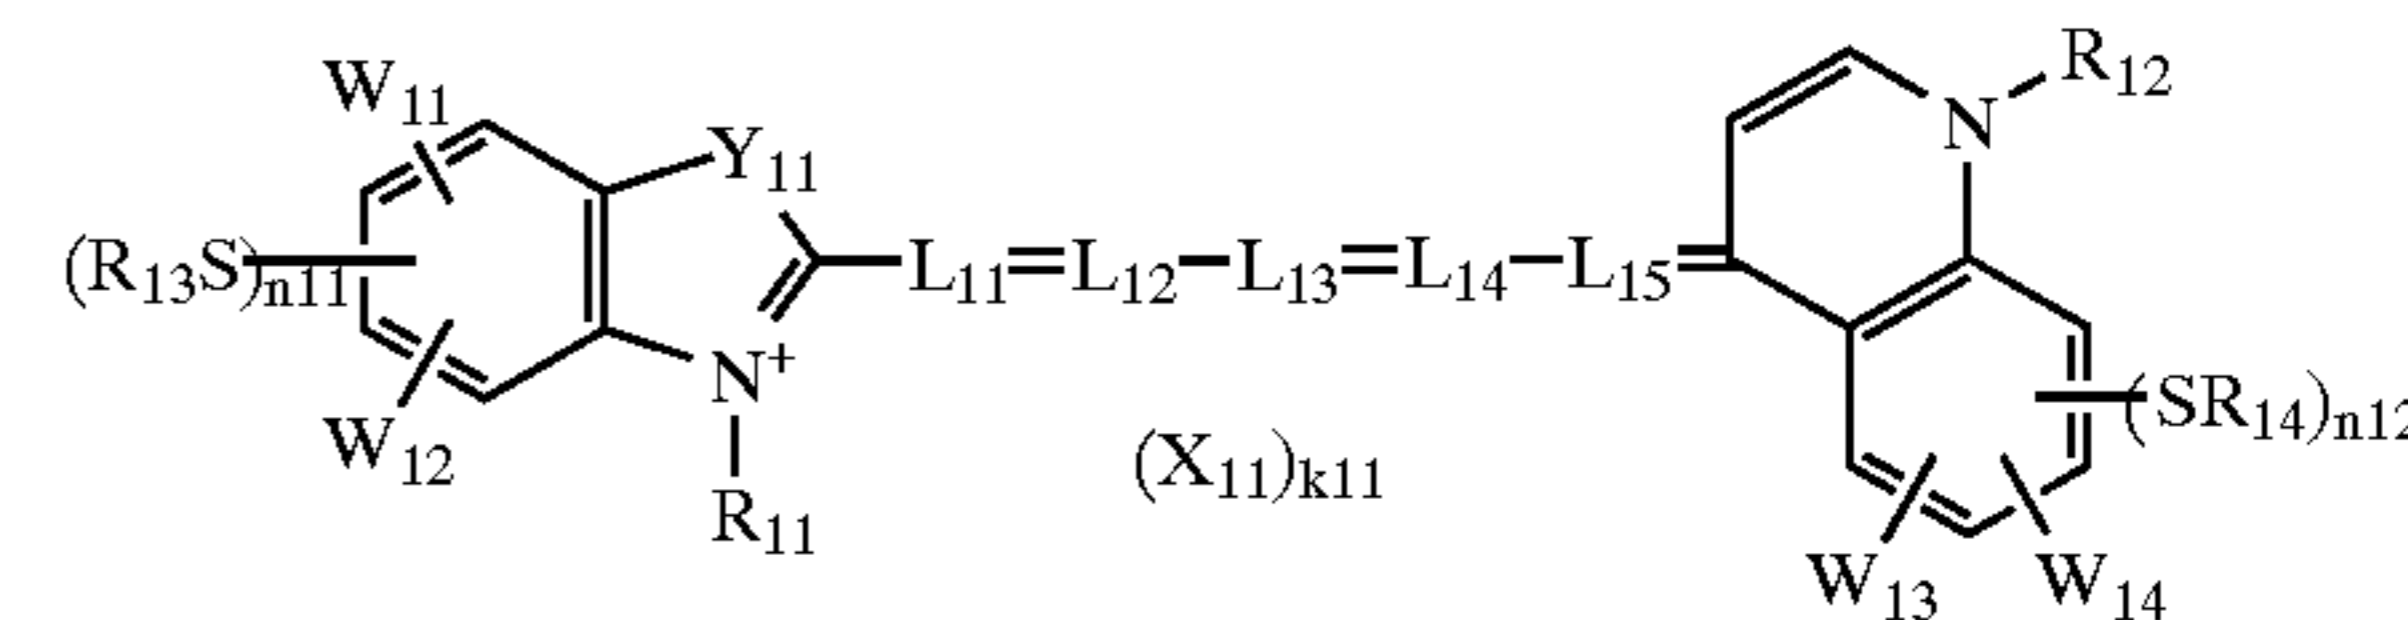 W11
Y11
R12
N
(R13S)n11
L11=L12-L13=L14-L15
N+
W12
(X11)k11
(SR14)n12
R11
W13
W14